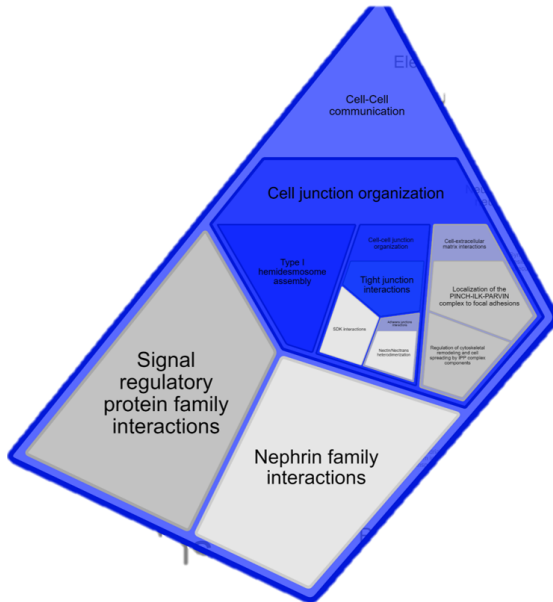 Cell-Cell
communication
Cell junction organization
Type I
hemidesmosome
assembly
Cell-cell junction
organization
Tight junction
interactions
SDK interactions
Nectin/Necl trans
heterodimerization
Cell-extracellular
matrix interactions
Localization of the
PINCH-ILK-PARVIN
complex to focal adhesions
Regulation of cytoskeletal
remodeling and cell
spreading by IPP complex
components
Signal
regulatory
protein family
interactions
Nephrin family
interactions